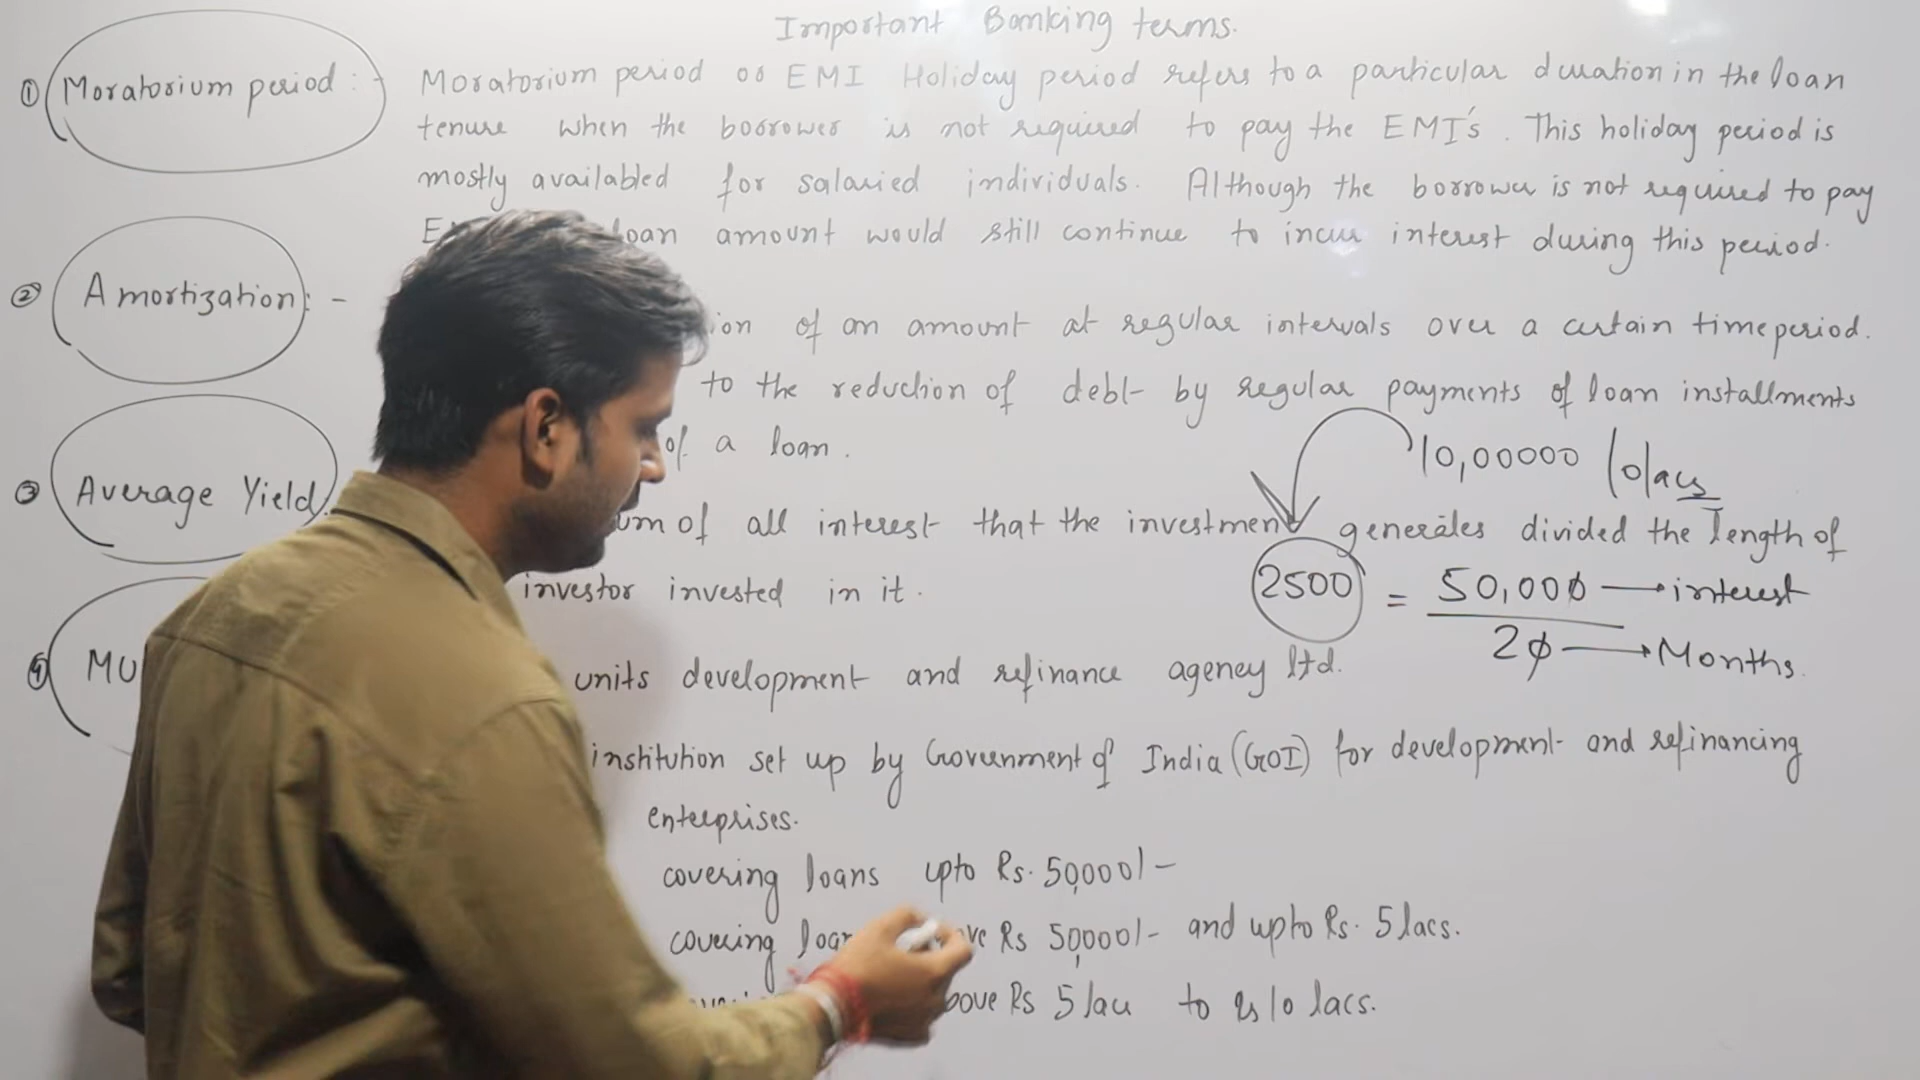 Important Banking terms.
① Moratorium period :- Moratorium period or EMI Holiday period refers to a particular duration in the loan
tenure when the borrower is not required to pay the EMI's. This holiday period is
mostly availabled for salaried individuals. Although the borrower is not required to pay
loan amount would still continue to incur interest during this period.
② Amortization :- of an amount at regular intervals over a certain time period.
to the reduction of debt by regular payments of loan installments
of a loan.
10,00000 10 lacs
③ Average Yield of all interest that the investment generates divided the length of
investor invested in it.
2500 = 50,000 → interest
20 → Months.
④ MU units development and refinance agency ltd.
institution set up by Government of India (GOI) for development and refinancing
enterprises.
covering loans upto Rs. 50,000/-
covering Rs 50,000/- and upto Rs. 5 lacs.
Rs 5 lac to Rs 10 lacs.